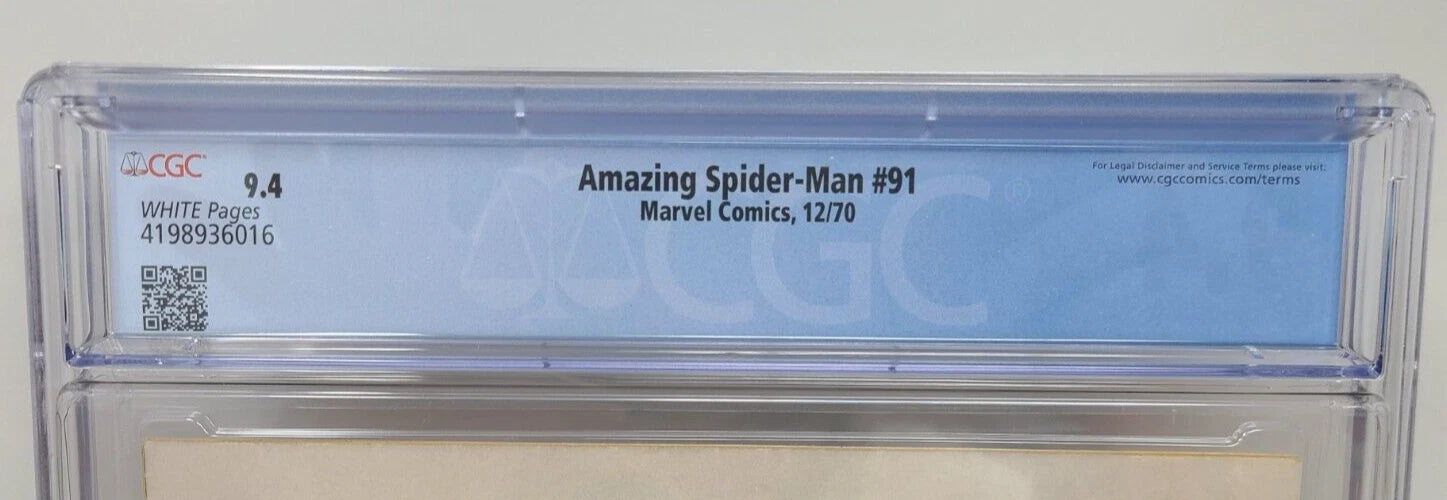 CGC
9.4
WHITE Pages
4198936016
Amazing Spider-Man #91
Marvel Comics, 12/70
For Legal Disclaimer and Service Terms please visit:
www.cgccomics.com/terms
CGC®